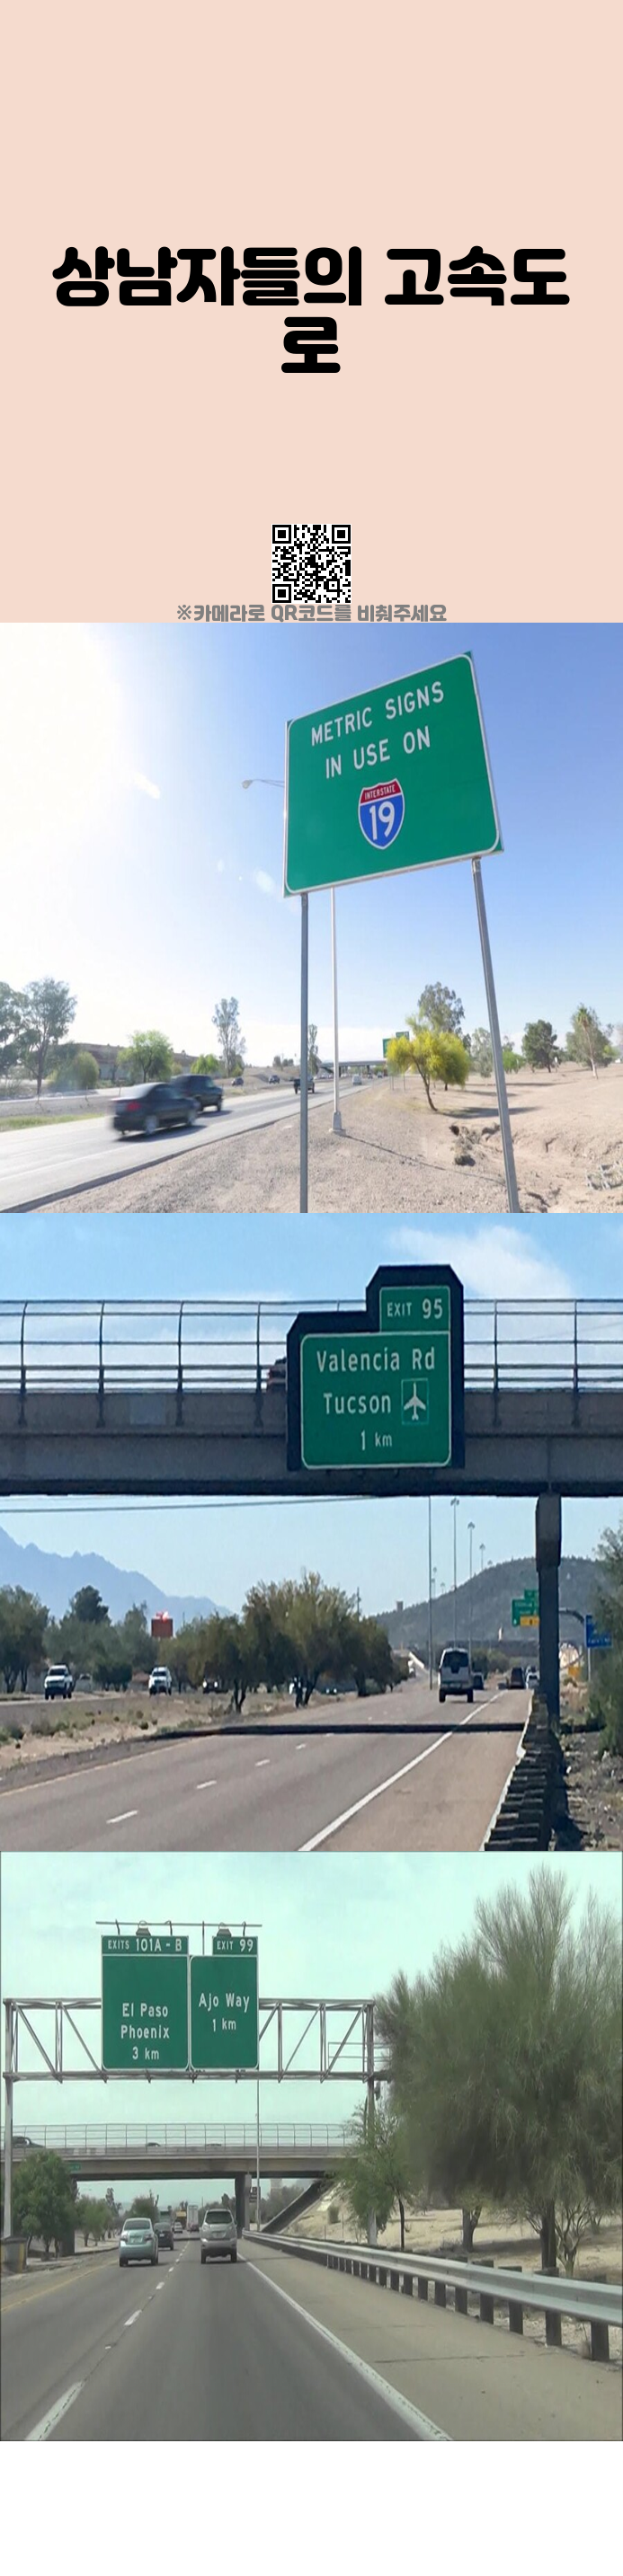 상남자들의 고속도
로
※카메라로 QR코드를 비춰주세요
METRIC SIGNS
IN USE ON
INTERSTATE
19
EXIT 95
Valencia Rd
Tucson
1 km
EXITS 101A - B
El Paso
Phoenix
3 km
EXIT 99
Ajo Way
1 km